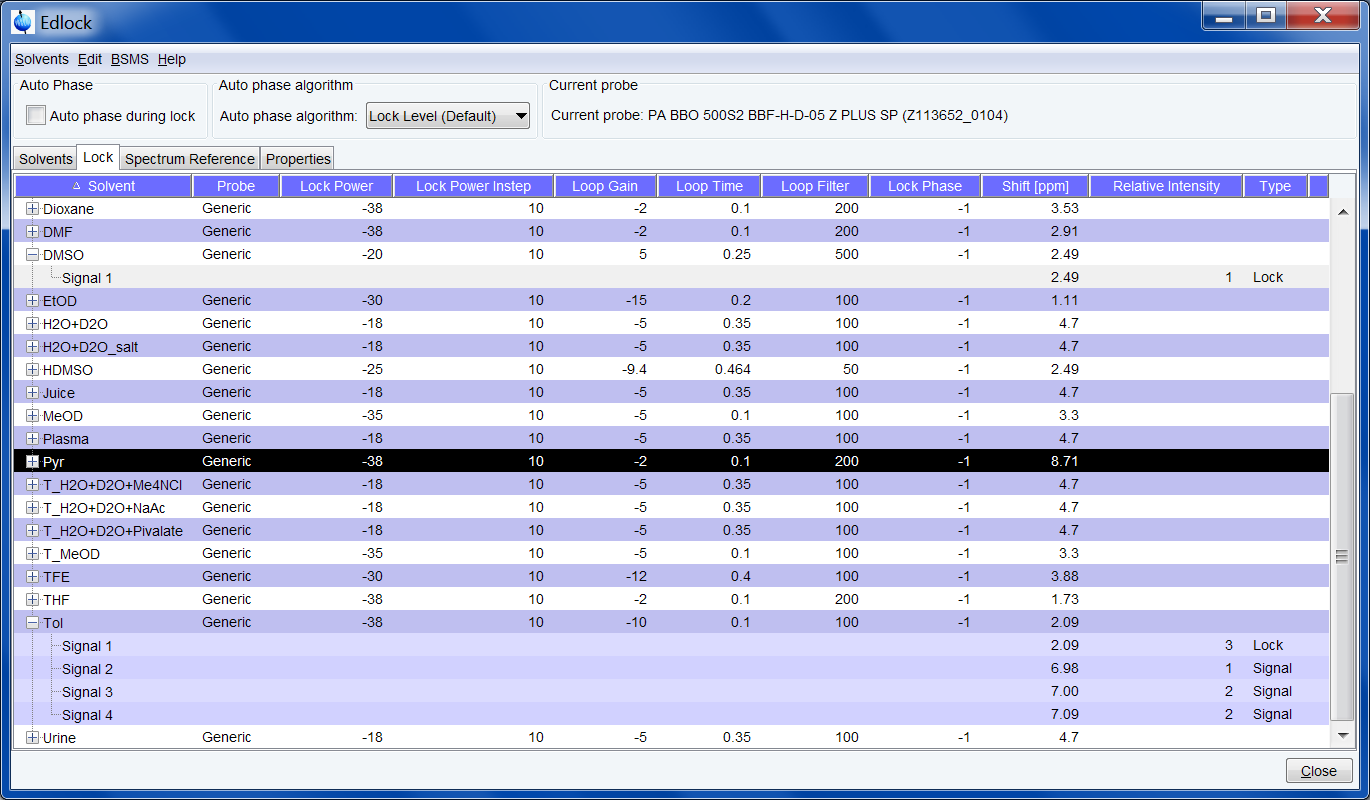 Edlock
Solvents Edit BSMS Help
Auto Phase Auto phase algorithm Current probe
Auto phase during lock Auto phase algorithm: Lock Level (Default) Current probe: PA BBO 500S2 BBF-H-D-05 Z PLUS SP (Z113652_0104)
Solvents Lock Spectrum Reference Properties
Solvent Probe Lock Power Lock Power Instep Loop Gain Loop Time Loop Filter Lock Phase Shift [ppm] Relative Intensity Type
Dioxane Generic -38 10 -2 0.1 200 -1 3.53
DMF Generic -38 10 -2 0.1 200 -1 2.91
DMSO Generic -20 10 5 0.25 500 -1 2.49
Signal 1 2.49 1 Lock
EtOD Generic -30 10 -15 0.2 100 -1 1.11
H2O+D2O Generic -18 10 -5 0.35 100 -1 4.7
H2O+D2O_salt Generic -18 10 -5 0.35 100 -1 4.7
HDMSO Generic -25 10 -9.4 0.464 50 -1 2.49
Juice Generic -18 10 -5 0.35 100 -1 4.7
MeOD Generic -35 10 -5 0.1 100 -1 3.3
Plasma Generic -18 10 -5 0.35 100 -1 4.7
Pyr Generic -38 10 -2 0.1 200 -1 8.71
T_H2O+D2O+Me4NCl Generic -18 10 -5 0.35 100 -1 4.7
T_H2O+D2O+NaAc Generic -18 10 -5 0.35 100 -1 4.7
T_H2O+D2O+Pivalate Generic -18 10 -5 0.35 100 -1 4.7
T_MeOD Generic -35 10 -5 0.1 100 -1 3.3
TFE Generic -30 10 -12 0.4 100 -1 3.88
THF Generic -38 10 -2 0.1 200 -1 1.73
Tol Generic -38 10 -10 0.1 100 -1 2.09
Signal 1 2.09 3 Lock
Signal 2 6.98 1 Signal
Signal 3 7.00 2 Signal
Signal 4 7.09 2 Signal
Urine Generic -18 10 -5 0.35 100 -1 4.7
Close